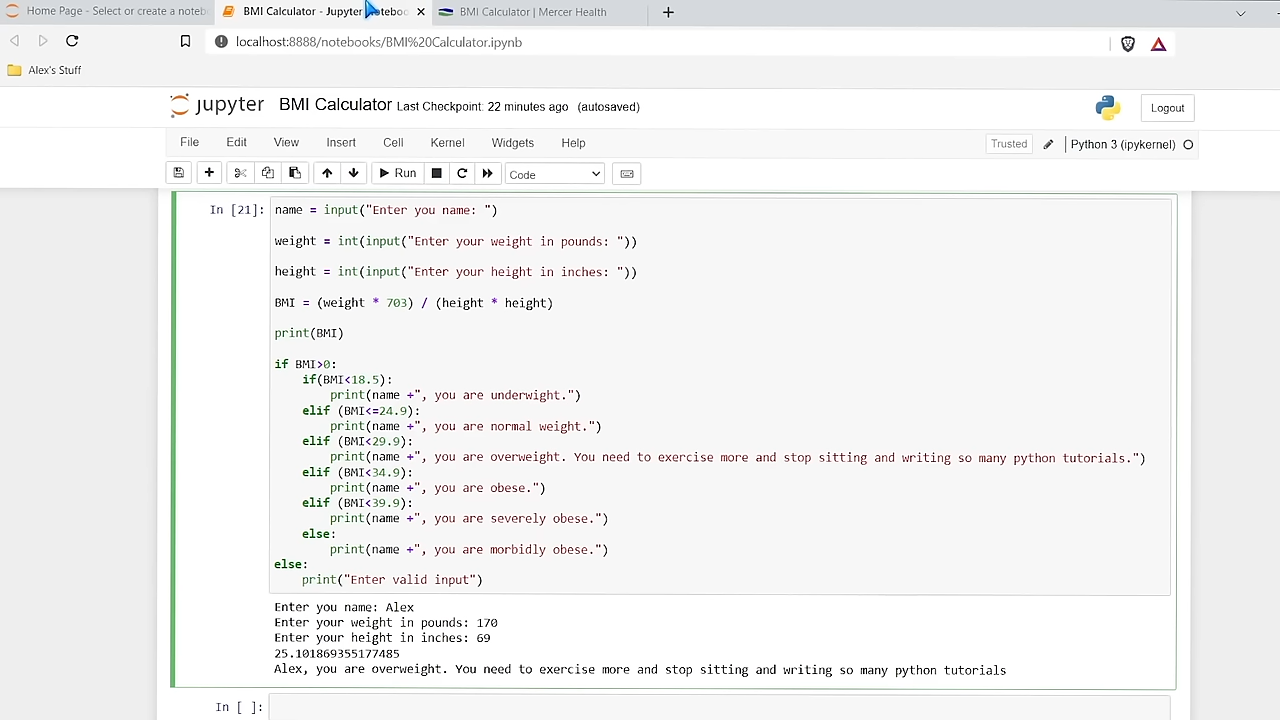 Home Page - Select or create a noteb
BMI Calculator - Jupyter Notebo
BMI Calculator | Mercer Health
localhost:8888/notebooks/BMI%20Calculator.ipynb
Alex's Stuff
jupyter BMI Calculator Last Checkpoint: 22 minutes ago (autosaved)
Logout
File Edit View Insert Cell Kernel Widgets Help
Trusted
Python 3 (ipykernel)
Run
Code
In [21]:
name = input("Enter you name: ")
weight = int(input("Enter your weight in pounds: "))
height = int(input("Enter your height in inches: "))
BMI = (weight * 703) / (height * height)
print(BMI)
if BMI>0:
    if(BMI<18.5):
        print(name +", you are underwight.")
    elif (BMI<=24.9):
        print(name +", you are normal weight.")
    elif (BMI<29.9):
        print(name +", you are overweight. You need to exercise more and stop sitting and writing so many python tutorials.")
    elif (BMI<34.9):
        print(name +", you are obese.")
    elif (BMI<39.9):
        print(name +", you are severely obese.")
    else:
        print(name +", you are morbidly obese.")
else:
    print("Enter valid input")
Enter you name: Alex
Enter your weight in pounds: 170
Enter your height in inches: 69
25.101869355177485
Alex, you are overweight. You need to exercise more and stop sitting and writing so many python tutorials
In [ ]: